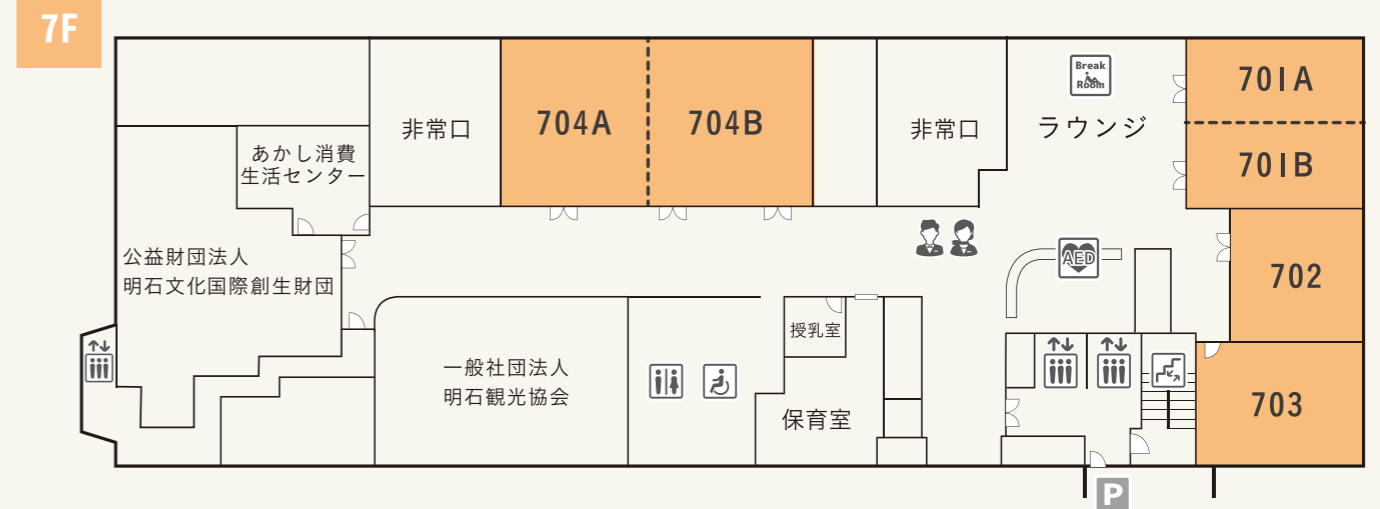 7F
非常口
704A
704B
非常口
Break
Room
ラウンジ
701A
701B
あかし消費
生活センター
公益財団法人
明石文化国際創生財団
AED
702
授乳室
一般社団法人
明石観光協会
保育室
703
P